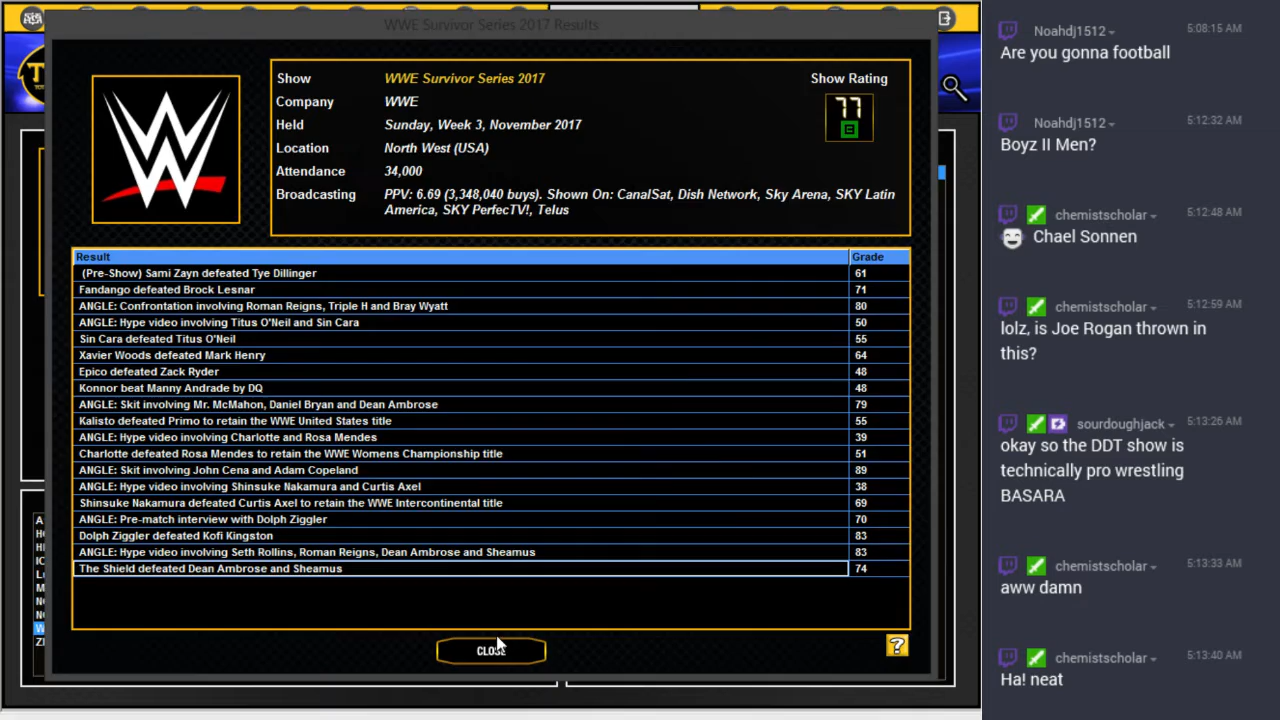 WWE Survivor Series 2017 Results
Show WWE Survivor Series 2017
Company WWE
Held Sunday, Week 3, November 2017
Location North West (USA)
Attendance 34,000
Broadcasting PPV: 6.69 (3,348,040 buys). Shown On: CanalSat, Dish Network, Sky Arena, SKY Latin
America, SKY PerfecTV!, Telus
Show Rating
77
Result Grade
(Pre-Show) Sami Zayn defeated Tye Dillinger 61
Fandango defeated Brock Lesnar 71
ANGLE: Confrontation involving Roman Reigns, Triple H and Bray Wyatt 80
ANGLE: Hype video involving Titus O'Neil and Sin Cara 50
Sin Cara defeated Titus O'Neil 55
Xavier Woods defeated Mark Henry 64
Epico defeated Zack Ryder 48
Konnor beat Manny Andrade by DQ 48
ANGLE: Skit involving Mr. McMahon, Daniel Bryan and Dean Ambrose 79
Kalisto defeated Primo to retain the WWE United States title 55
ANGLE: Hype video involving Charlotte and Rosa Mendes 39
Charlotte defeated Rosa Mendes to retain the WWE Womens Championship title 51
ANGLE: Skit involving John Cena and Adam Copeland 89
ANGLE: Hype video involving Shinsuke Nakamura and Curtis Axel 38
Shinsuke Nakamura defeated Curtis Axel to retain the WWE Intercontinental title 69
ANGLE: Pre-match interview with Dolph Ziggler 70
Dolph Ziggler defeated Kofi Kingston 83
ANGLE: Hype video involving Seth Rollins, Roman Reigns, Dean Ambrose and Sheamus 83
The Shield defeated Dean Ambrose and Sheamus 74
CLOSE
?
Noahdj1512 5:08:15 AM
Are you gonna football
Noahdj1512 5:12:32 AM
Boyz II Men?
chemistscholar 5:12:48 AM
Chael Sonnen
chemistscholar 5:12:59 AM
lolz, is Joe Rogan thrown in
this?
sourdoughjack 5:13:26 AM
okay so the DDT show is
technically pro wrestling
BASARA
chemistscholar 5:13:33 AM
aww damn
chemistscholar 5:13:40 AM
Ha! neat